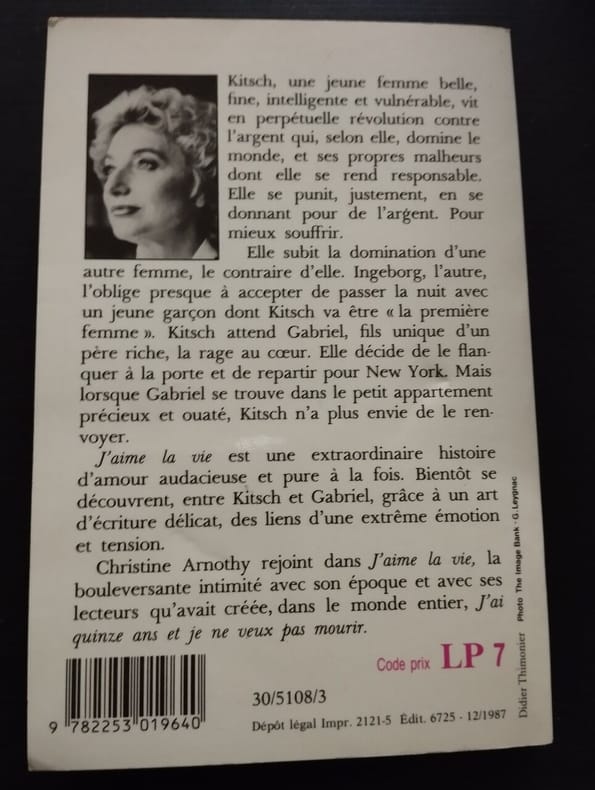 Kitsch, une jeune femme belle,
fine, intelligente et vulnérable, vit
en perpétuelle révolution contre
l'argent qui, selon elle, domine le
monde, et ses propres malheurs
dont elle se rend responsable.
Elle se punit, justement, en se
donnant pour de l'argent. Pour
mieux souffrir.
Elle subit la domination d'une
autre femme, le contraire d'elle. Ingeborg, l'autre,
l'oblige presque à accepter de passer la nuit avec
un jeune garçon dont Kitsch va être « la première
femme ». Kitsch attend Gabriel, fils unique d'un
père riche, la rage au cœur. Elle décide de le flan-
quer à la porte et de repartir pour New York. Mais
lorsque Gabriel se trouve dans le petit appartement
précieux et ouaté, Kitsch n'a plus envie de le ren-
voyer.
J'aime la vie est une extraordinaire histoire
d'amour audacieuse et pure à la fois. Bientôt se
découvrent, entre Kitsch et Gabriel, grâce à un art
d'écriture délicat, des liens d'une extrême émotion
et tension.
Christine Arnothy rejoint dans J'aime la vie, la
bouleversante intimité avec son époque et avec ses
lecteurs qu'avait créée, dans le monde entier, J'ai
quinze ans et je ne veux pas mourir.
Code prix LP 7
30/5108/3
9 782253 019640
Dépôt légal Impr. 2121-5 Édit. 6725 - 12/1987
Didier Thimonier Photo The Image Bank - G. Leygnac